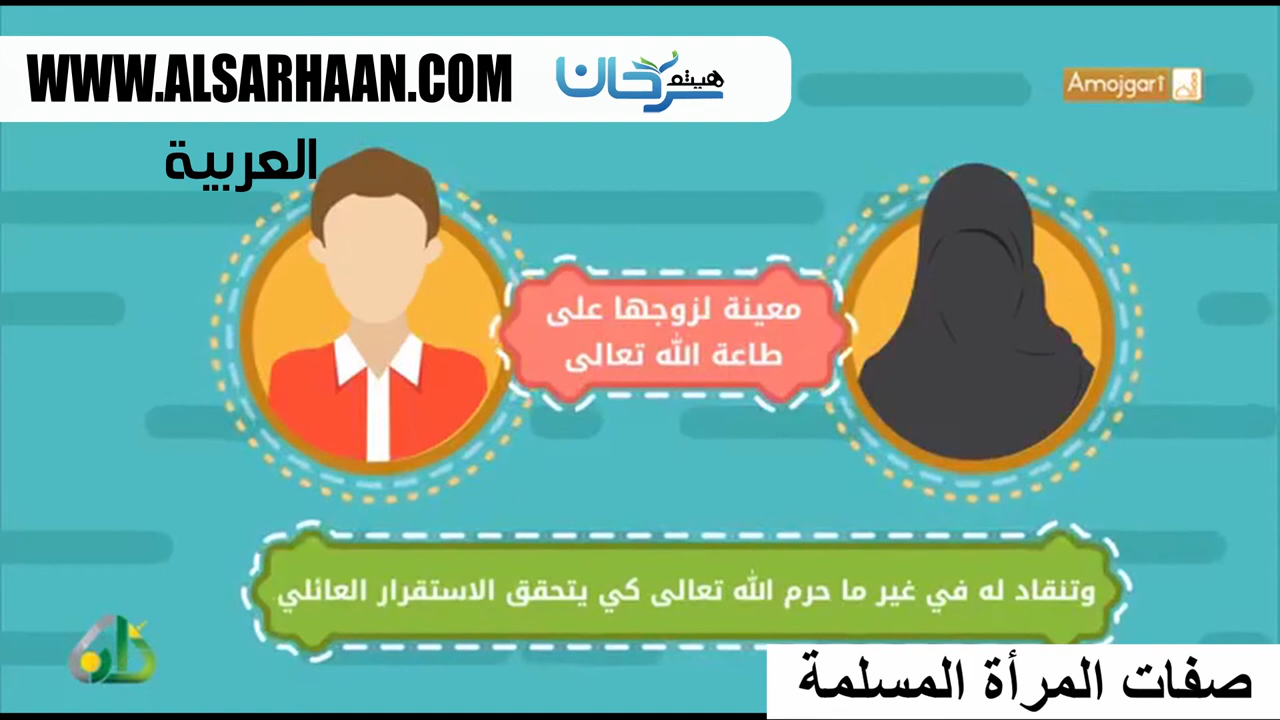 WWW.ALSARHAAN.COM
هيثم سرحان
Amojgari
العربية
معينة لزوجها على
طاعة الله تعالى
وتنقاد له في غير ما حرم الله تعالى كي يتحقق الاستقرار العائلي
صفات المرأة المسلمة